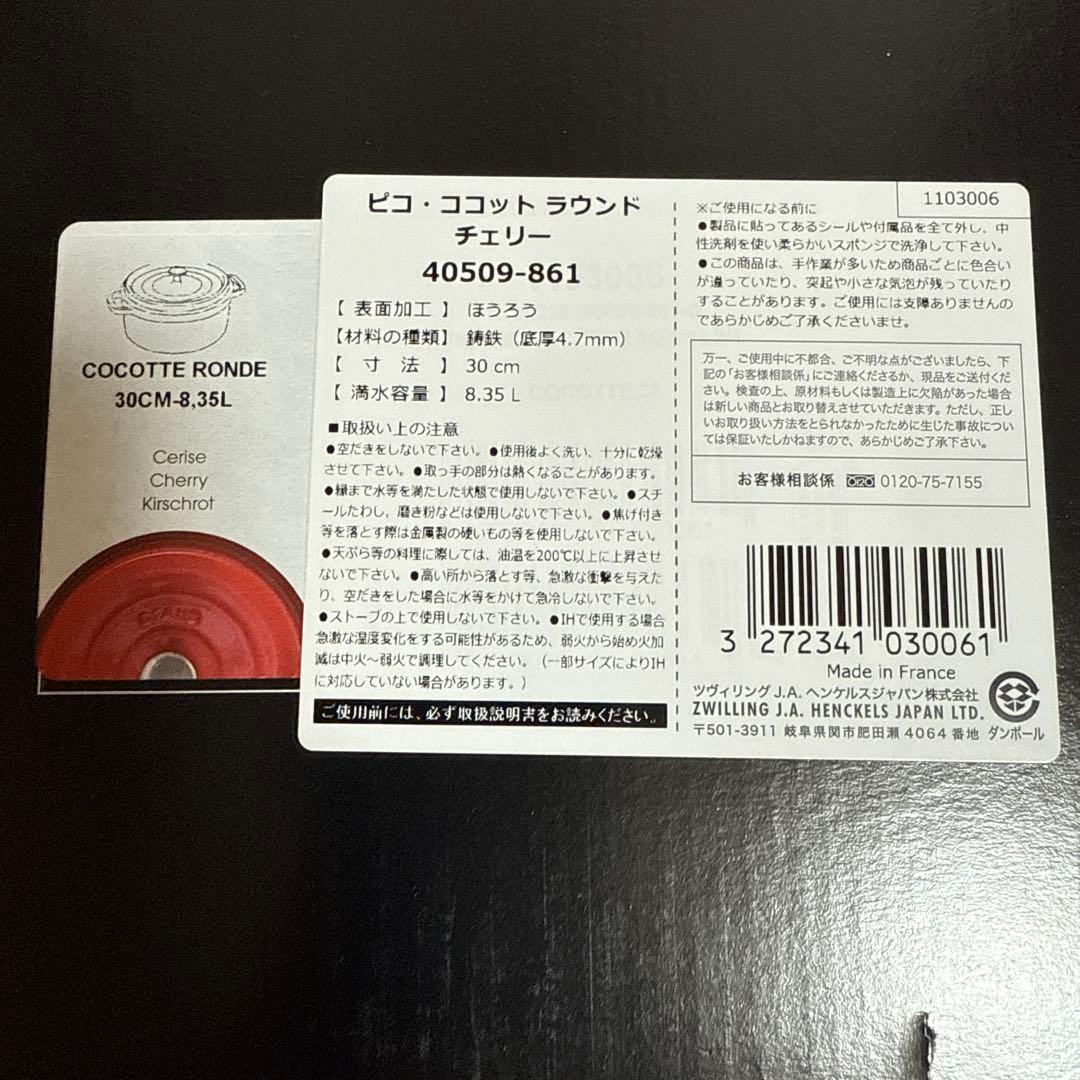 COCOTTE RONDE
30CM-8,35L
Cerise
Cherry
Kirschrot
STAUB
ピコ・ココット ラウンド
チェリー
40509-861
【 表面加工 】 ほうろう
【材料の種類】 鋳鉄（底厚4.7mm）
【 寸 法 】 30 cm
【 満水容量 】 8.35 L
■取扱い上の注意
●空だきをしないで下さい。●使用後よく洗い、十分に乾燥
させて下さい。●取っ手の部分は熱くなることがあります。
●縁まで水等を満たした状態で使用しないで下さい。●スチ
ールたわし、磨き粉などは使用しないで下さい。●焦げ付き
等を落とす際は金属製の硬いもの等を使用しないで下さい。
●天ぷら等の料理に際しては、油温を200℃以上に上昇させ
ないで下さい。●高い所から落とす等、急激な衝撃を与えた
り、空だきをした場合に水等をかけて急冷しないで下さい。
●ストーブの上で使用しないで下さい。●IHで使用する場合
急激な温度変化をする可能性があるため、弱火から始め火加
減は中火～弱火で調理してください。（一部サイズによりIH
に対応していない場合があります。）
ご使用前には、必ず取扱説明書をお読みください。
1103006
※ご使用になる前に
●製品に貼ってあるシールや付属品を全て外し、中
性洗剤を使い柔らかいスポンジで洗浄して下さい。
●この商品は、手作業が多いため商品ごとに色合い
が違っていたり、突起や小さな気泡が残っていたり
することがあります。ご使用には支障ありませんの
であらかじめご了承くださいませ。
万一、ご使用中に不都合、ご不明な点がございましたら、下
記の「お客様相談係」にご連絡くださるか、現品をご送付くだ
さい。検査の上、原材料もしくは製造上に欠陥があった場合
は新しい商品とお取り替えさせていただきます。ただし、正し
いお取り扱い方法をとられなかったために生じた事故につい
ては保証いたしかねますので、あらかじめご了承下さい。
お客様相談係 0120-75-7155
3 272341 030061
Made in France
ツヴィリング J.A. ヘンケルスジャパン株式会社
ZWILLING J.A. HENCKELS JAPAN LTD.
〒501-3911 岐阜県関市肥田瀬 4064 番地 ダンボール